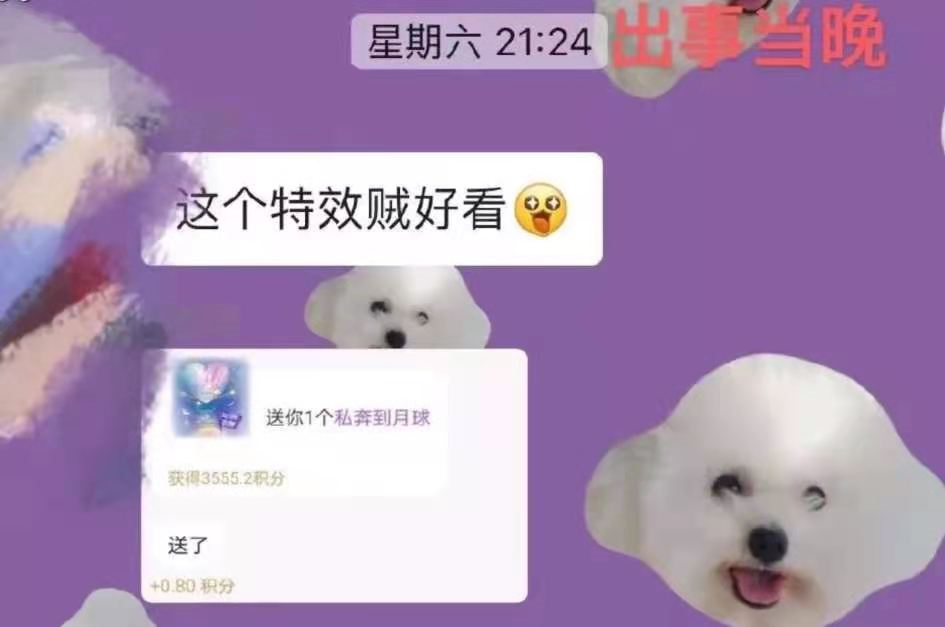 星期六 21:24
出事当晚
这个特效贼好看
送你1个私奔到月球
获得3555.2积分
送了
+0.80 积分